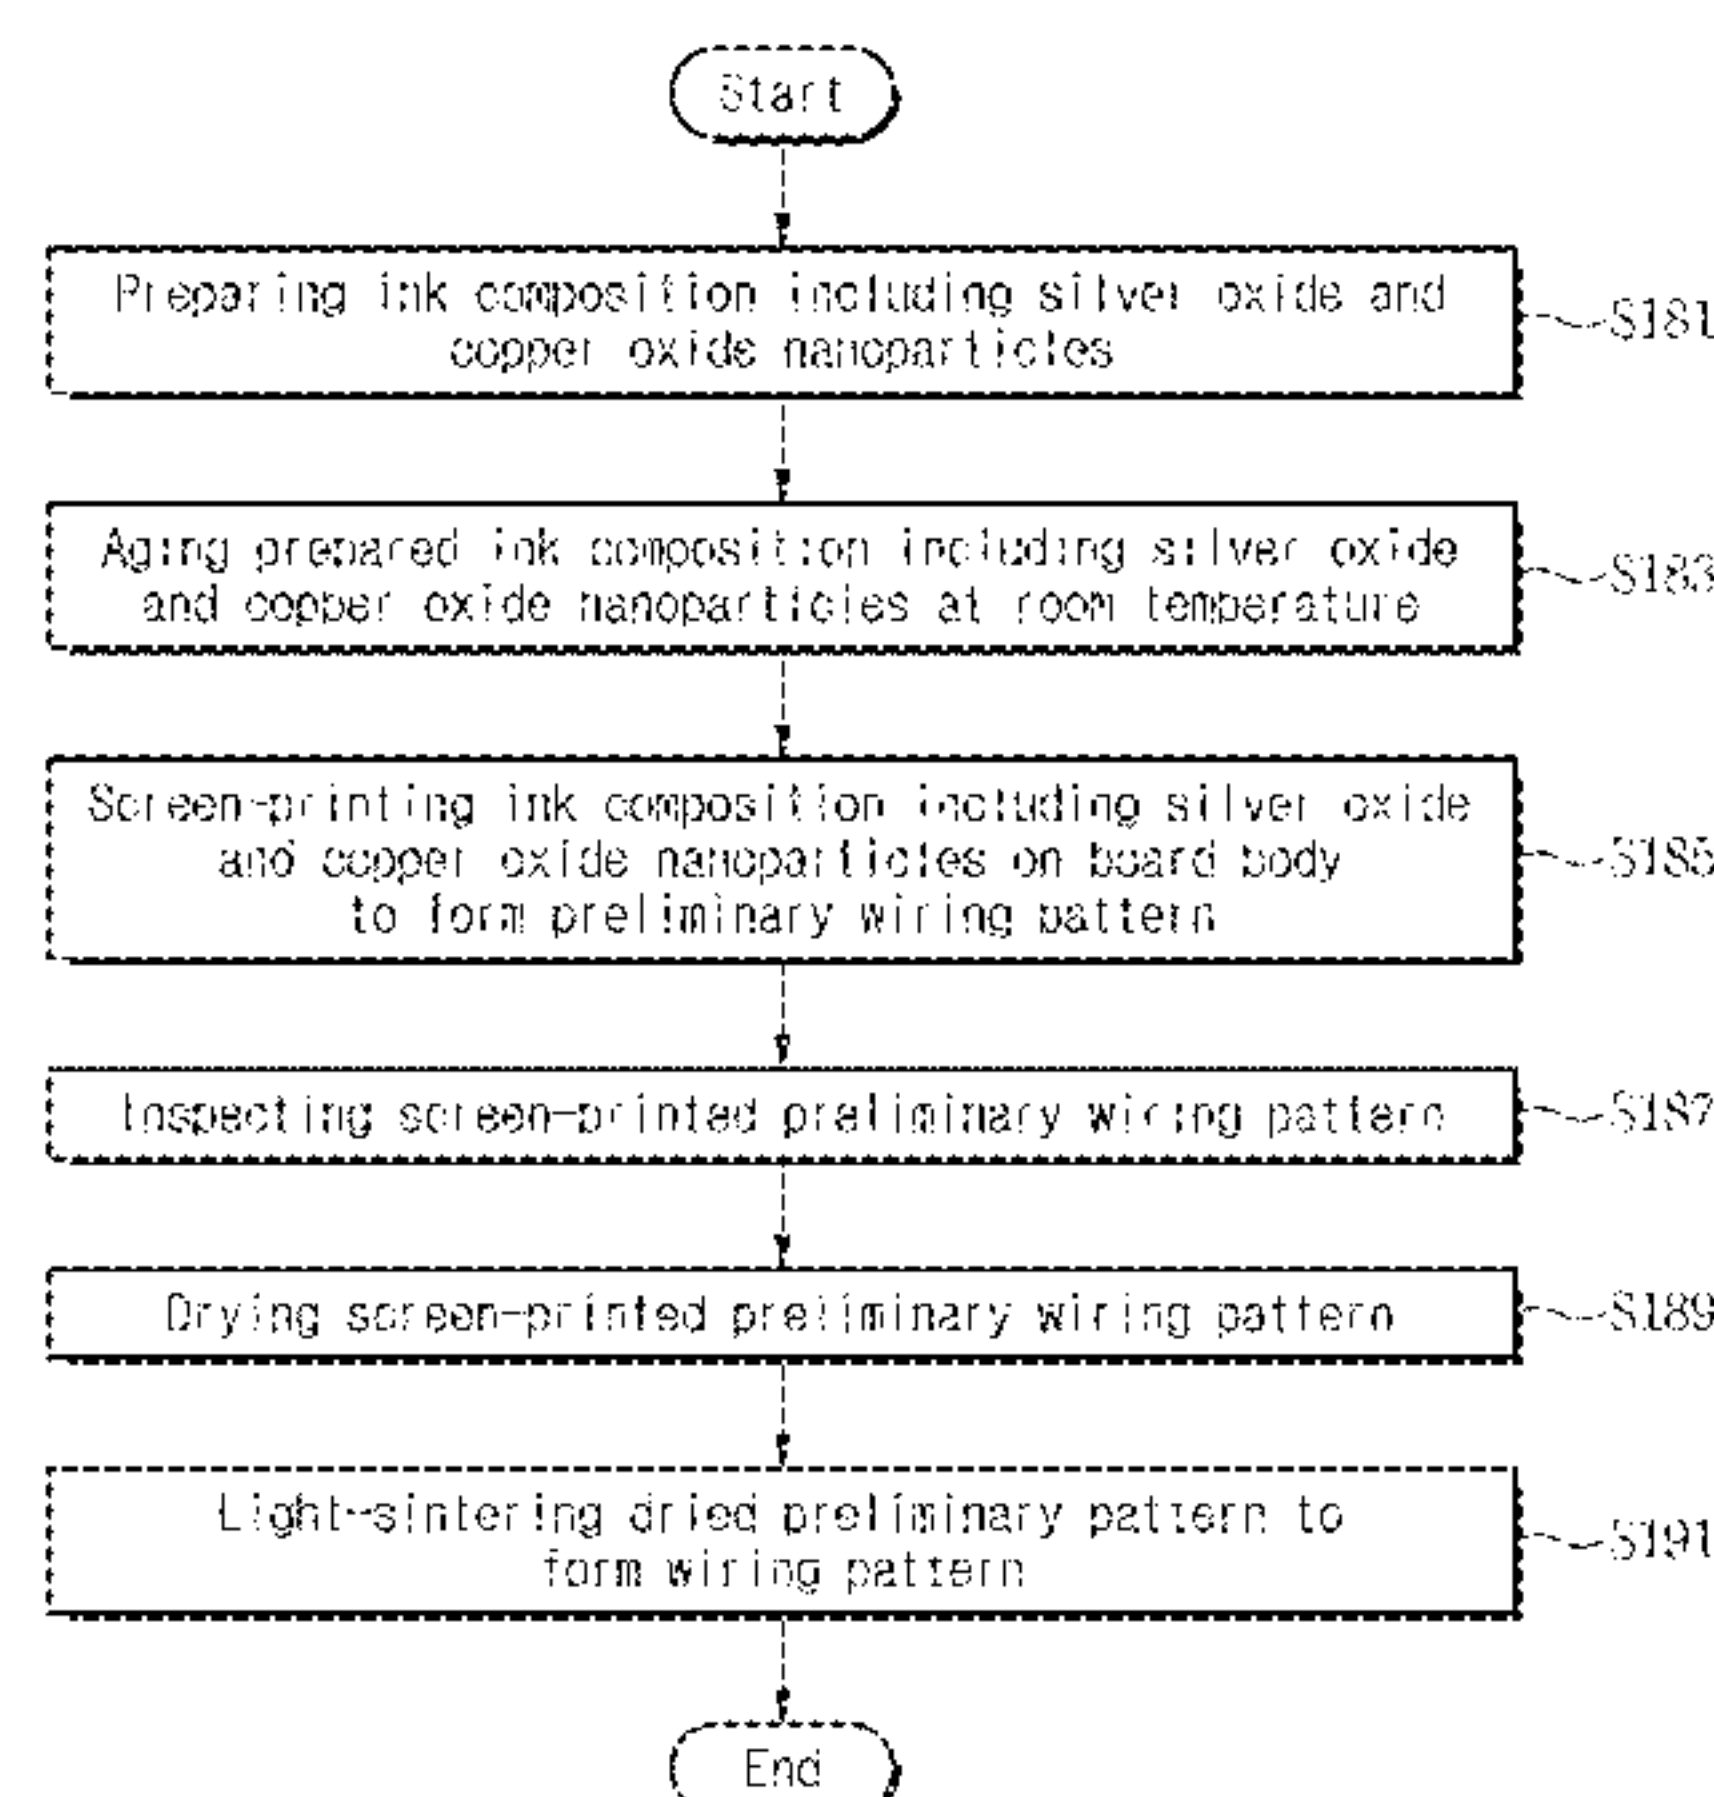 Start
Preparing ink composition including silver oxide and
copper oxide nanoparticles
S181
Aging prepared ink composition including silver oxide
and copper oxide nanoparticles at room temperature
S183
Screen-printing ink composition including silver oxide
and copper oxide nanoparticles on board body
to form preliminary wiring pattern
S185
Inspecting screen-printed preliminary wiring pattern
S187
Drying screen-printed preliminary wiring pattern
S189
Light-sintering dried preliminary pattern to
form wiring pattern
S191
End